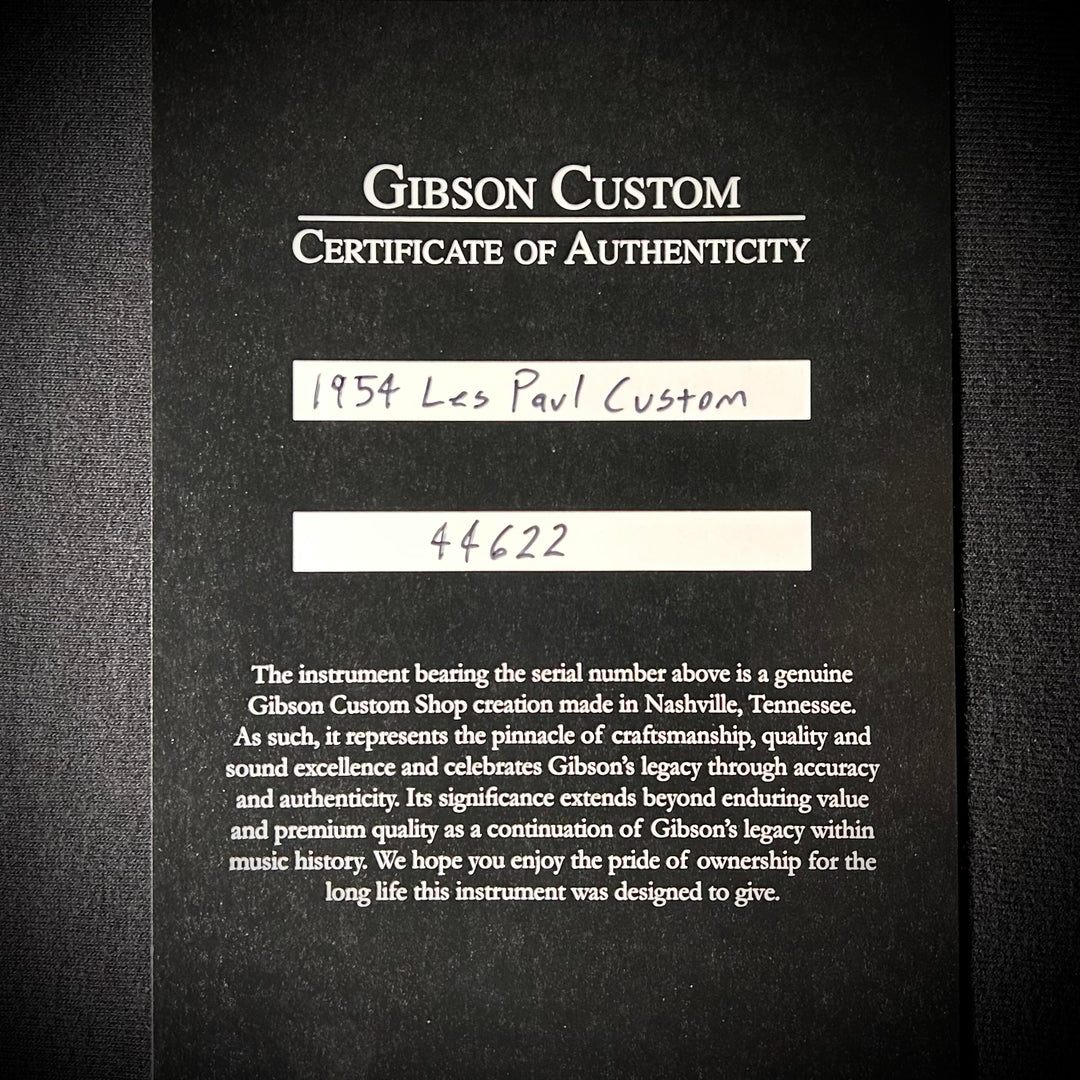 GIBSON CUSTOM
CERTIFICATE OF AUTHENTICITY
1954 Les Paul Custom
44622
The instrument bearing the serial number above is a genuine
Gibson Custom Shop creation made in Nashville, Tennessee.
As such, it represents the pinnacle of craftsmanship, quality and
sound excellence and celebrates Gibson's legacy through accuracy
and authenticity. Its significance extends beyond enduring value
and premium quality as a continuation of Gibson's legacy within
music history. We hope you enjoy the pride of ownership for the
long life this instrument was designed to give.